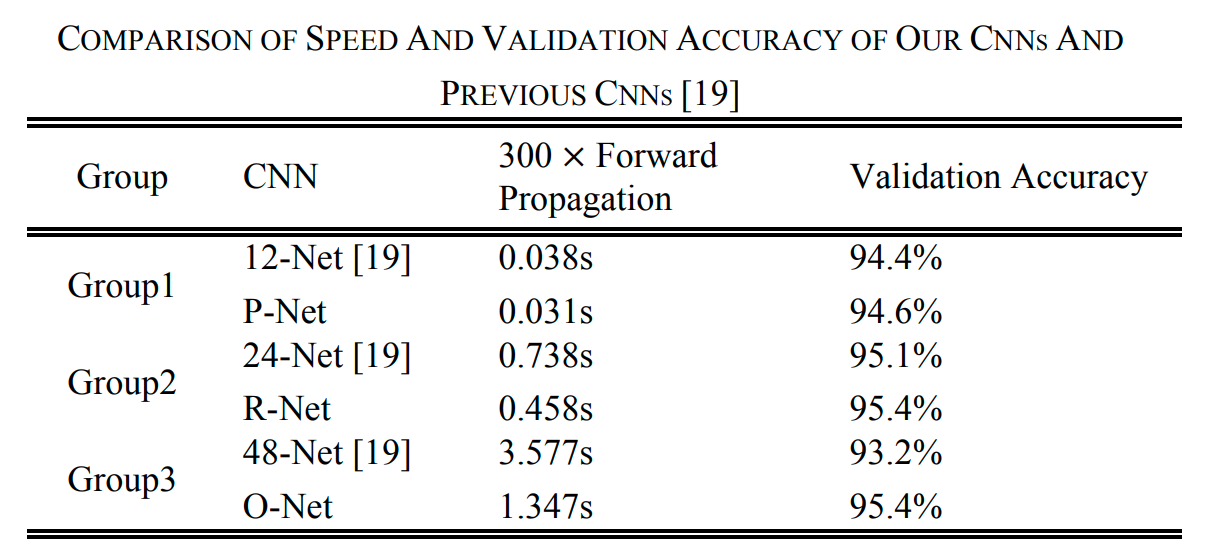 COMPARISON OF SPEED AND VALIDATION ACCURACY OF OUR CNNS AND
PREVIOUS CNNS [19]
Group CNN 300 × Forward Propagation Validation Accuracy
Group1 12-Net [19] 0.038s 94.4%
P-Net 0.031s 94.6%
Group2 24-Net [19] 0.738s 95.1%
R-Net 0.458s 95.4%
Group3 48-Net [19] 3.577s 93.2%
O-Net 1.347s 95.4%